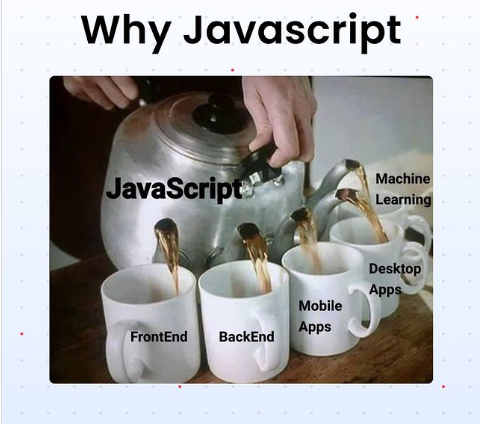 Why Javascript
JavaScript
Machine
Learning
Desktop
Apps
Mobile
Apps
FrontEnd
BackEnd